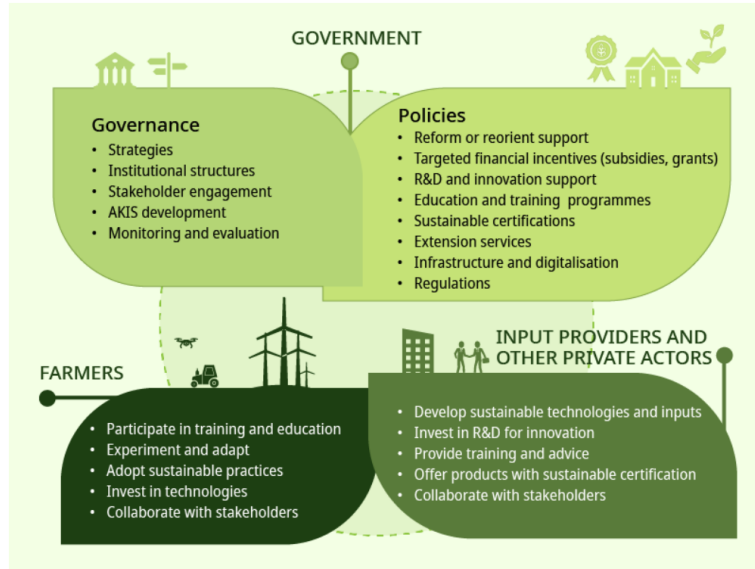 GOVERNMENT
Governance
• Strategies
• Institutional structures
• Stakeholder engagement
• AKIS development
• Monitoring and evaluation
Policies
• Reform or reorient support
• Targeted financial incentives (subsidies, grants)
• R&D and innovation support
• Education and training programmes
• Sustainable certifications
• Extension services
• Infrastructure and digitalisation
• Regulations
FARMERS
• Participate in training and education
• Experiment and adapt
• Adopt sustainable practices
• Invest in technologies
• Collaborate with stakeholders
INPUT PROVIDERS AND
OTHER PRIVATE ACTORS
• Develop sustainable technologies and inputs
• Invest in R&D for innovation
• Provide training and advice
• Offer products with sustainable certification
• Collaborate with stakeholders